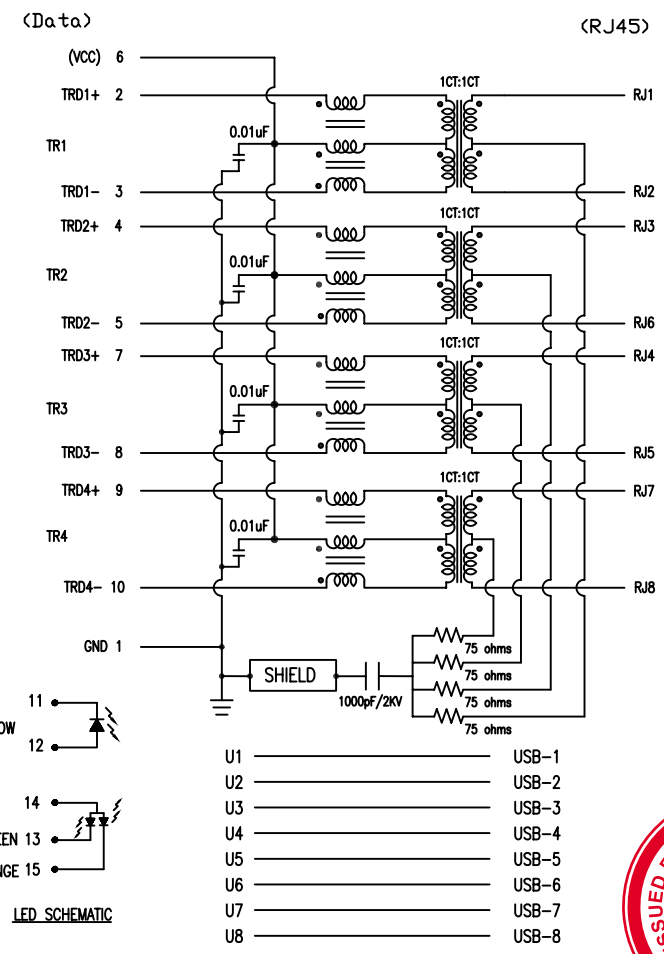 (Data) (RJ45)
(VCC) 6
1CT:1CT
TRD1+ 2 RJ1
0.01uF
TR1
TRD1- 3 RJ2
1CT:1CT
TRD2+ 4 RJ3
0.01uF
TR2
TRD2- 5 RJ6
1CT:1CT
TRD3+ 7 RJ4
0.01uF
TR3
TRD3- 8 RJ5
1CT:1CT
TRD4+ 9 RJ7
0.01uF
TR4
TRD4- 10 RJ8
GND 1
75 ohms
SHIELD
75 ohms
1000pF/2KV
75 ohms
75 ohms
11
OW
12
14
EEN 13
NGE 15
LED SCHEMATIC
U1 USB-1
U2 USB-2
U3 USB-3
U4 USB-4
U5 USB-5
U6 USB-6
U7 USB-7
U8 USB-8
SSUED